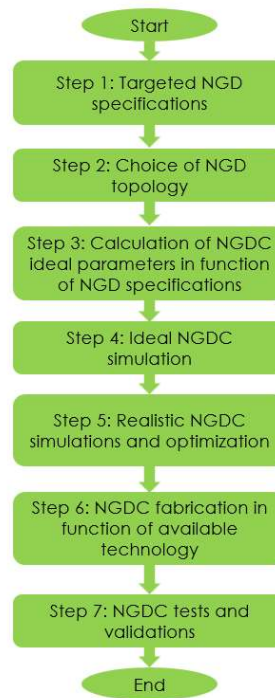 Start
Step 1: Targeted NGD
specifications
Step 2: Choice of NGD
topology
Step 3: Calculation of NGDC
ideal parameters in function
of NGD specifications
Step 4: Ideal NGDC
simulation
Step 5: Realistic NGDC
simulations and optimization
Step 6: NGDC fabrication in
function of available
technology
Step 7: NGDC tests and
validations
End